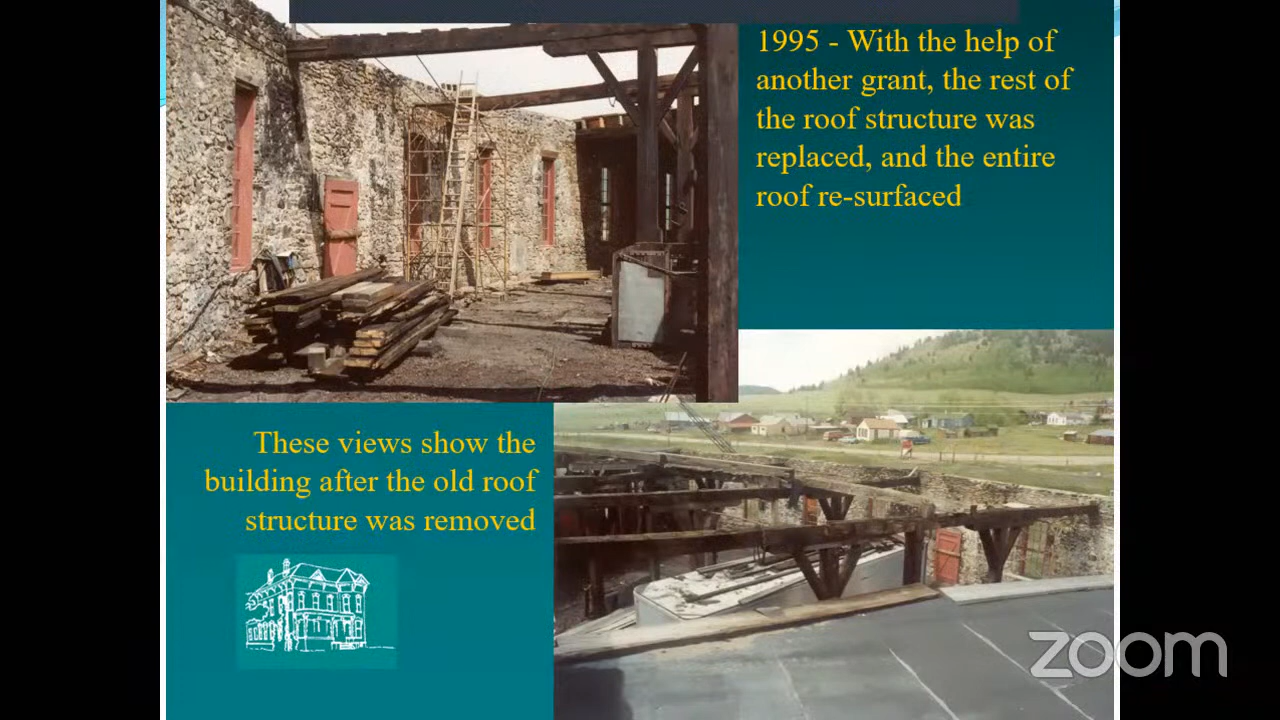 1995 - With the help of
another grant, the rest of
the roof structure was
replaced, and the entire
roof re-surfaced
These views show the
building after the old roof
structure was removed
zoom